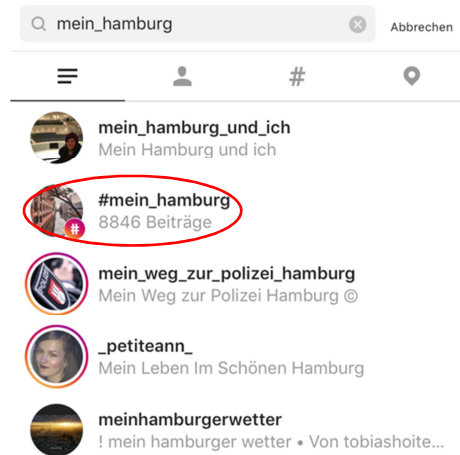 mein_hamburg
Abbrechen
#
mein_hamburg_und_ich
Mein Hamburg und ich
#mein_hamburg
#
8846 Beiträge
mein_weg_zur_polizei_hamburg
Mein Weg zur Polizei Hamburg ©
_petiteann_
Mein Leben Im Schönen Hamburg
meinhamburgerwetter
! mein hamburger wetter • Von tobiashoite...